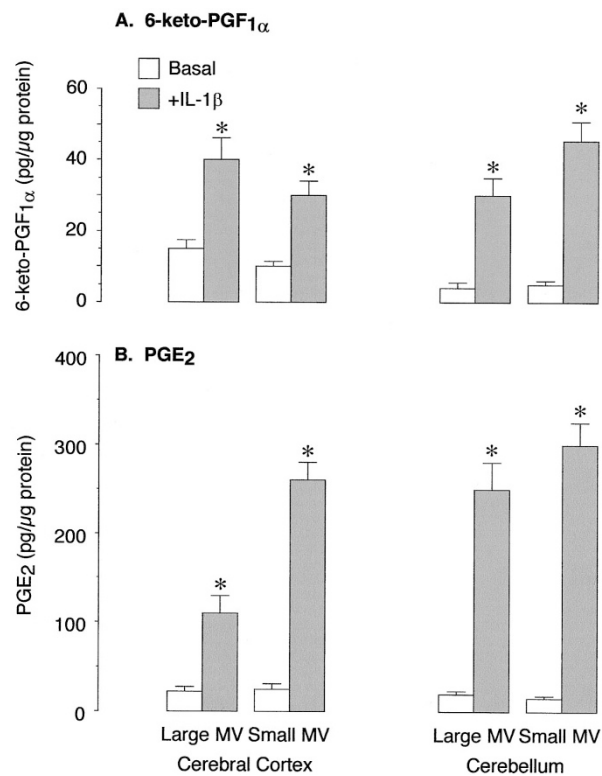 A. 6-keto-PGF1α
Basal
+IL-1β
6-keto-PGF1α (pg/µg protein)
60
40
20
0
*
*
*
*
B. PGE2
PGE2 (pg/µg protein)
400
300
200
100
0
*
*
*
*
Large MV Small MV
Large MV Small MV
Cerebral Cortex
Cerebellum